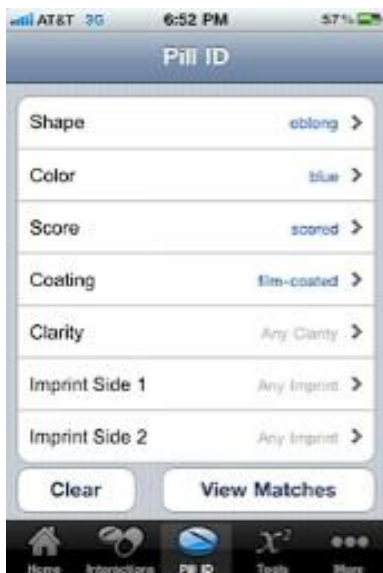 AT&T 3G 6:52 PM 57%
Pill ID
Shape oblong
Color blue
Score scored
Coating film-coated
Clarity Any Clarity
Imprint Side 1 Any Imprint
Imprint Side 2 Any Imprint
Clear View Matches
X²
Home Interactions Pill ID Tools More